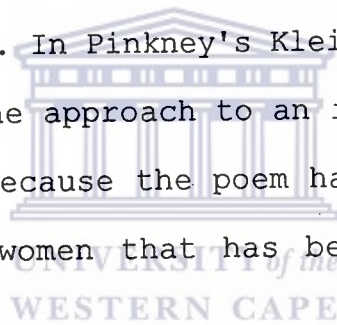 . In Pinkney's Klei
approach to an
ecause the poem ha
women that has be
UNIVERSITY of the
WESTERN CAPE